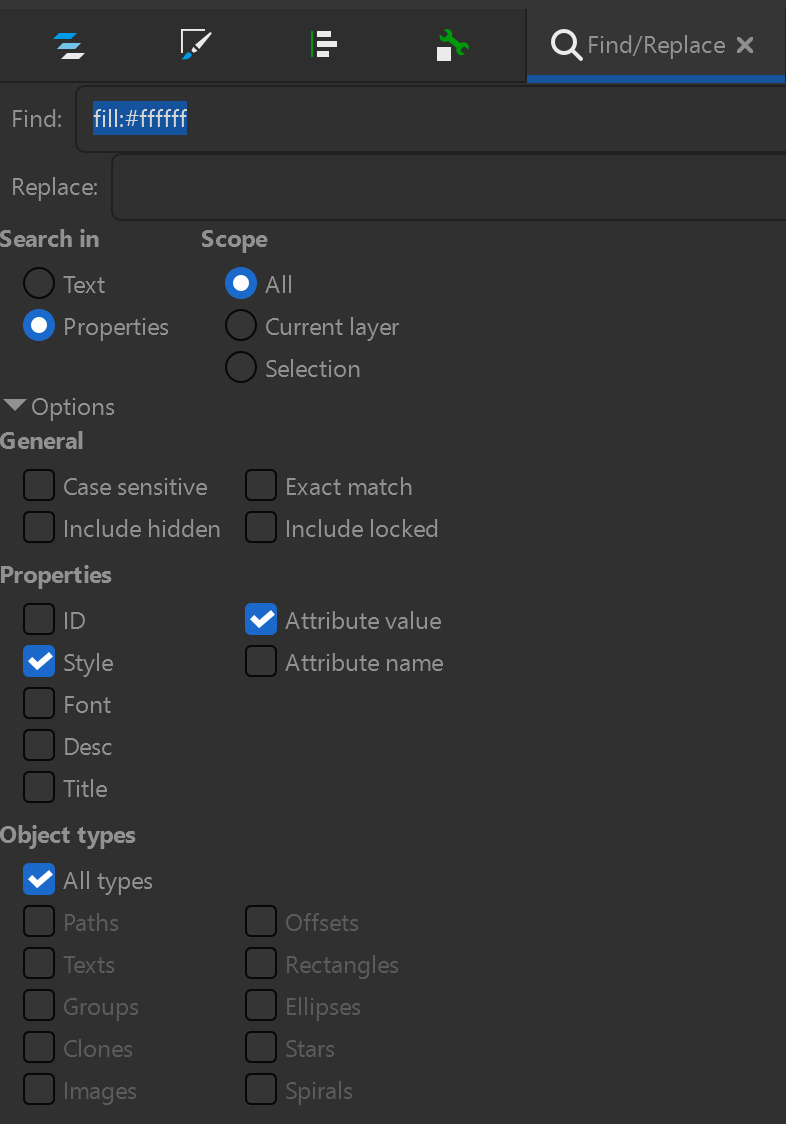 Find/Replace
Find: fill:#ffffff
Replace:
Search in Scope
Text All
Properties Current layer
Selection
Options
General
Case sensitive Exact match
Include hidden Include locked
Properties
ID Attribute value
Style Attribute name
Font
Desc
Title
Object types
All types
Paths Offsets
Texts Rectangles
Groups Ellipses
Clones Stars
Images Spirals